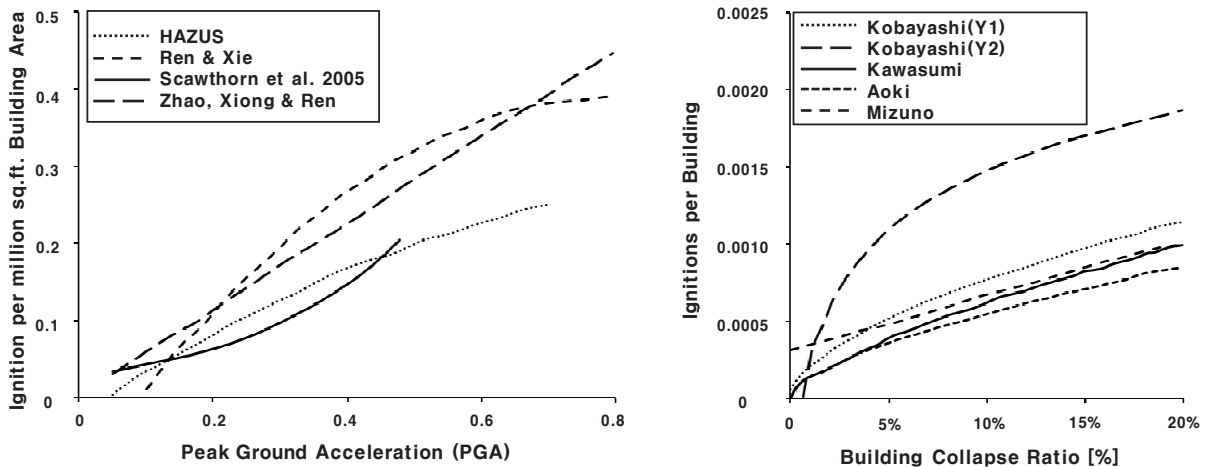 0.5
0.4
0.3
0.2
0.1
0
Ignition per million sq.ft. Building Area
HAZUS
Ren & Xie
Scawthorn et al. 2005
Zhao, Xiong & Ren
0
0.2
0.4
0.6
0.8
Peak Ground Acceleration (PGA)
0.0025
0.0020
0.0015
0.0010
0.0005
0
Ignitions per Building
Kobayashi(Y1)
Kobayashi(Y2)
Kawasumi
Aoki
Mizuno
0
5%
10%
15%
20%
Building Collapse Ratio [%]